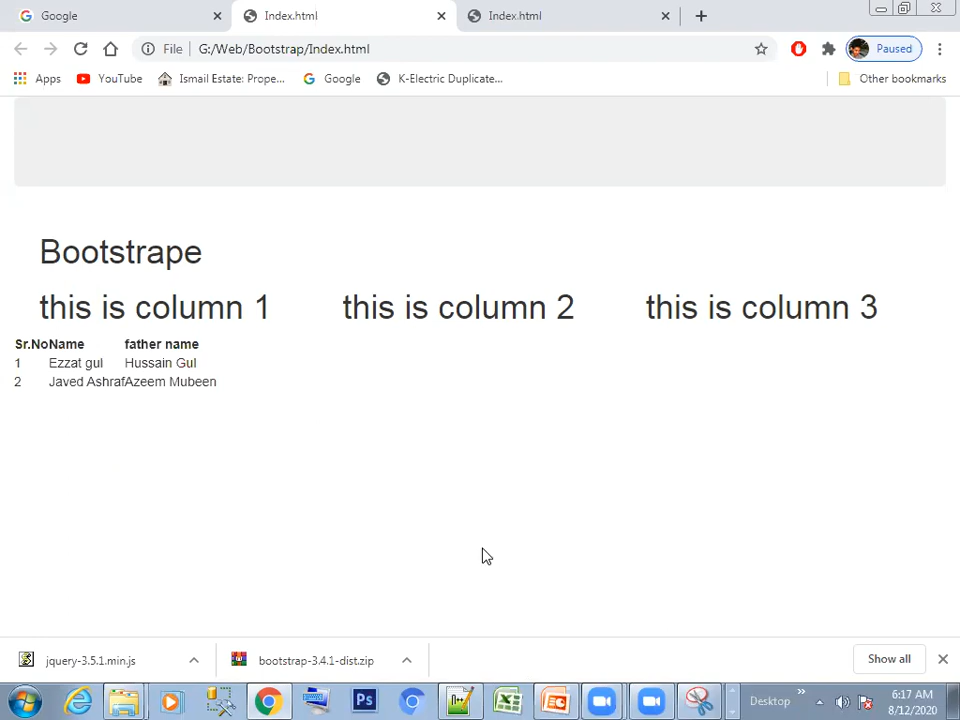 Google
Index.html
Index.html
File
G:/Web/Bootstrap/Index.html
Paused
Apps
YouTube
Ismail Estate: Prope...
Google
K-Electric Duplicate...
Other bookmarks
Bootstrape
this is column 1 this is column 2 this is column 3
Sr.NoName father name
1 Ezzat gul Hussain Gul
2 Javed AshrafAzeem Mubeen
jquery-3.5.1.min.js
bootstrap-3.4.1-dist.zip
Show all
Ps
Desktop
6:17 AM
8/12/2020